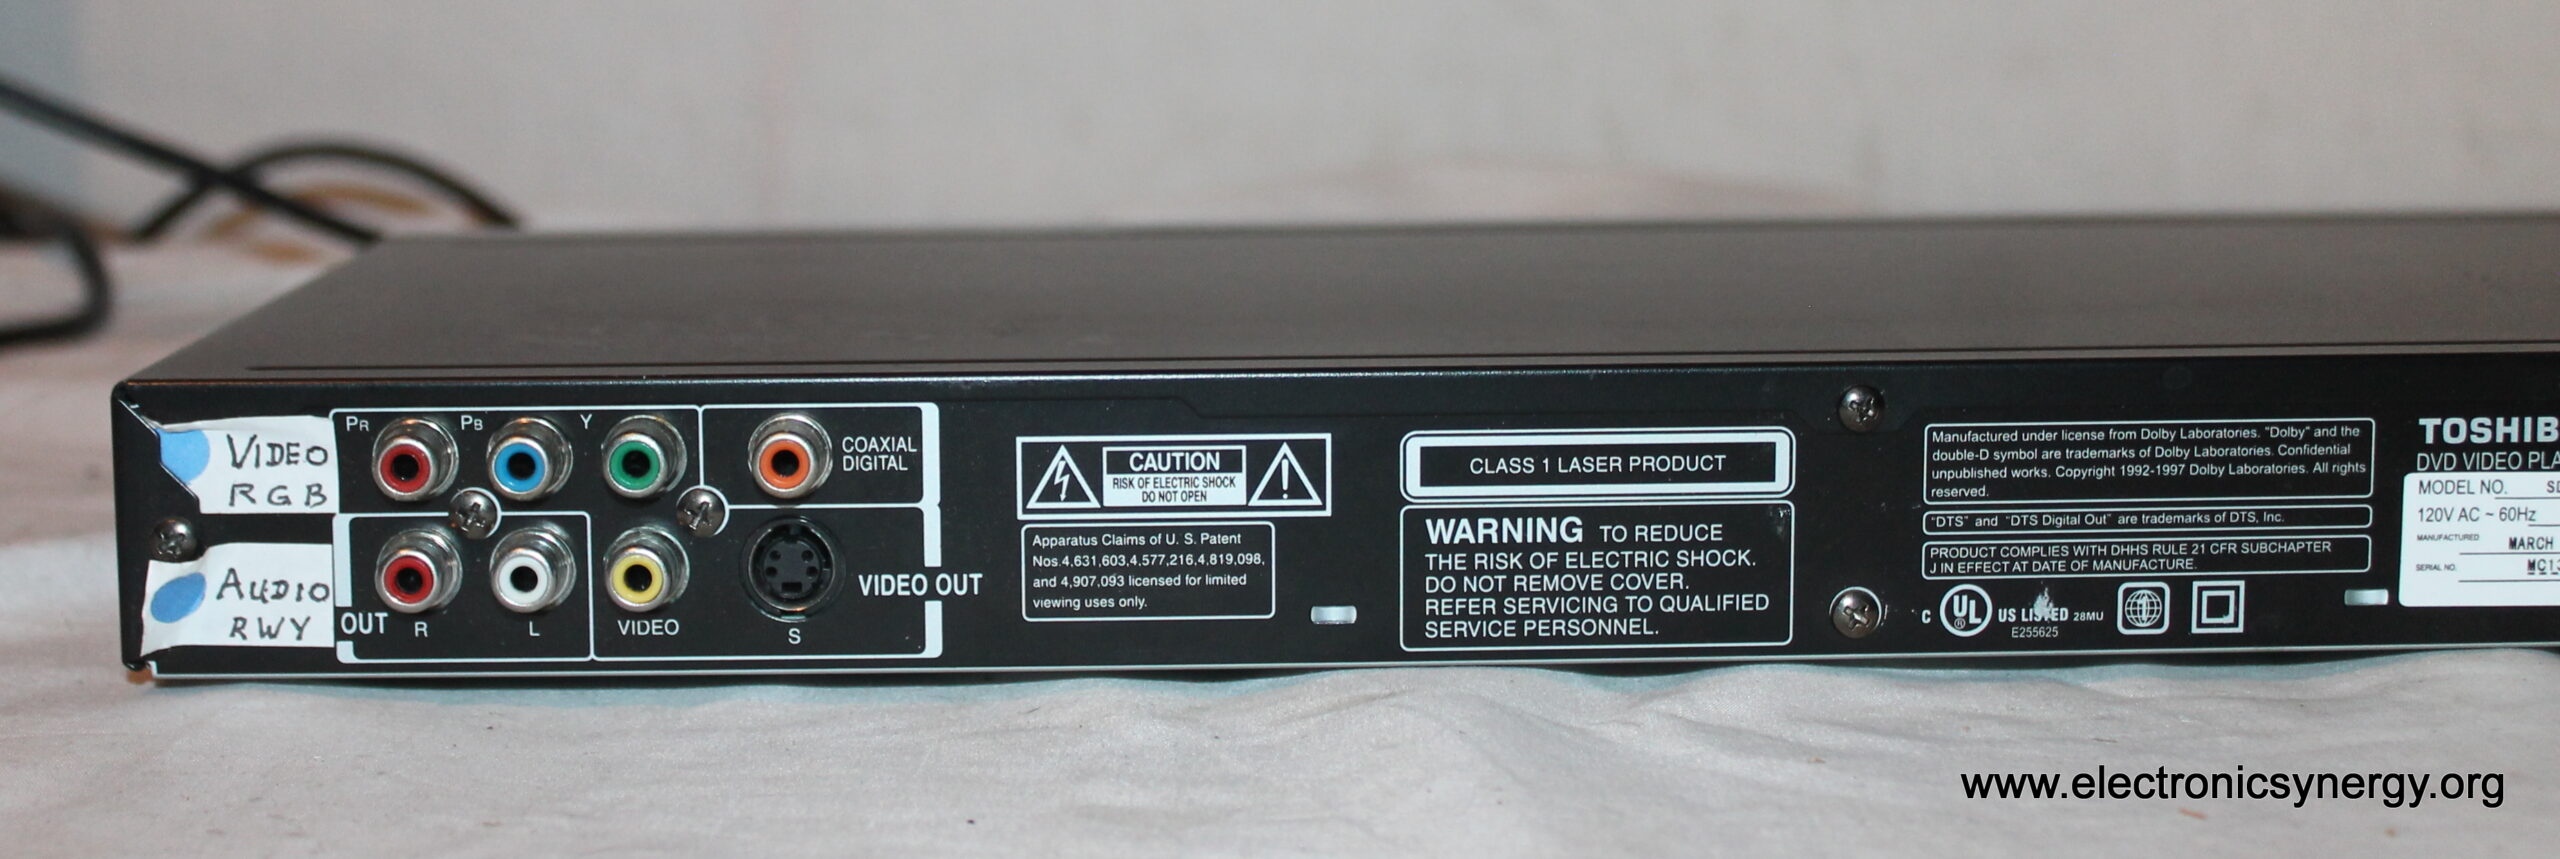 VIDEO
RGB
PR
PB
Y
COAXIAL
DIGITAL
AUDIO
RWY
OUT
R
L
VIDEO
S
VIDEO OUT
CAUTION
RISK OF ELECTRIC SHOCK
DO NOT OPEN
Apparatus Claims of U. S. Patent
Nos.4,631,603,4,577,216,4,819,098,
and 4,907,093 licensed for limited
viewing uses only.
CLASS 1 LASER PRODUCT
WARNING TO REDUCE
THE RISK OF ELECTRIC SHOCK.
DO NOT REMOVE COVER.
REFER SERVICING TO QUALIFIED
SERVICE PERSONNEL.
Manufactured under license from Dolby Laboratories. "Dolby" and the
double-D symbol are trademarks of Dolby Laboratories. Confidential
unpublished works. Copyright 1992-1997 Dolby Laboratories. All rights
reserved.
"DTS" and "DTS Digital Out" are trademarks of DTS, Inc.
PRODUCT COMPLIES WITH DHHS RULE 21 CFR SUBCHAPTER
J IN EFFECT AT DATE OF MANUFACTURE.
C UL ® US LISTED 28MU
E255625
TOSHIB
DVD VIDEO PLA
MODEL NO. SD
120V AC ~ 60Hz
MANUFACTURED MARCH
SERIAL NO. MC13
www.electronicsynergy.org